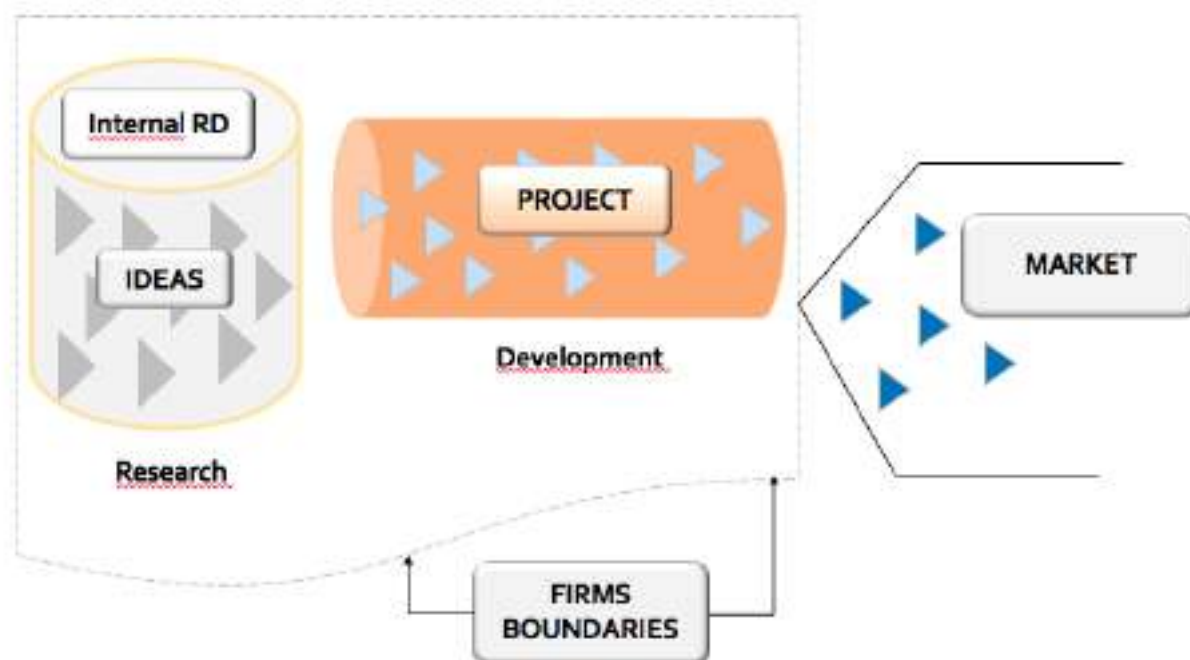 Internal RD
IDEAS
Research
PROJECT
Development
MARKET
FIRMS
BOUNDARIES